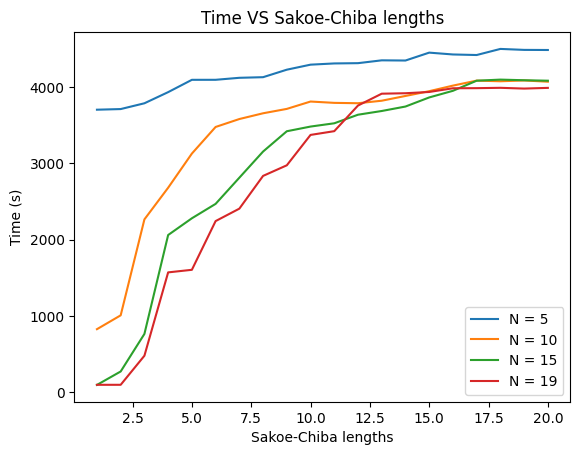 Time VS Sakoe-Chiba lengths
Time (s)
4000
3000
2000
1000
0
N = 5
N = 10
N = 15
N = 19
2.5 5.0 7.5 10.0 12.5 15.0 17.5 20.0
Sakoe-Chiba lengths